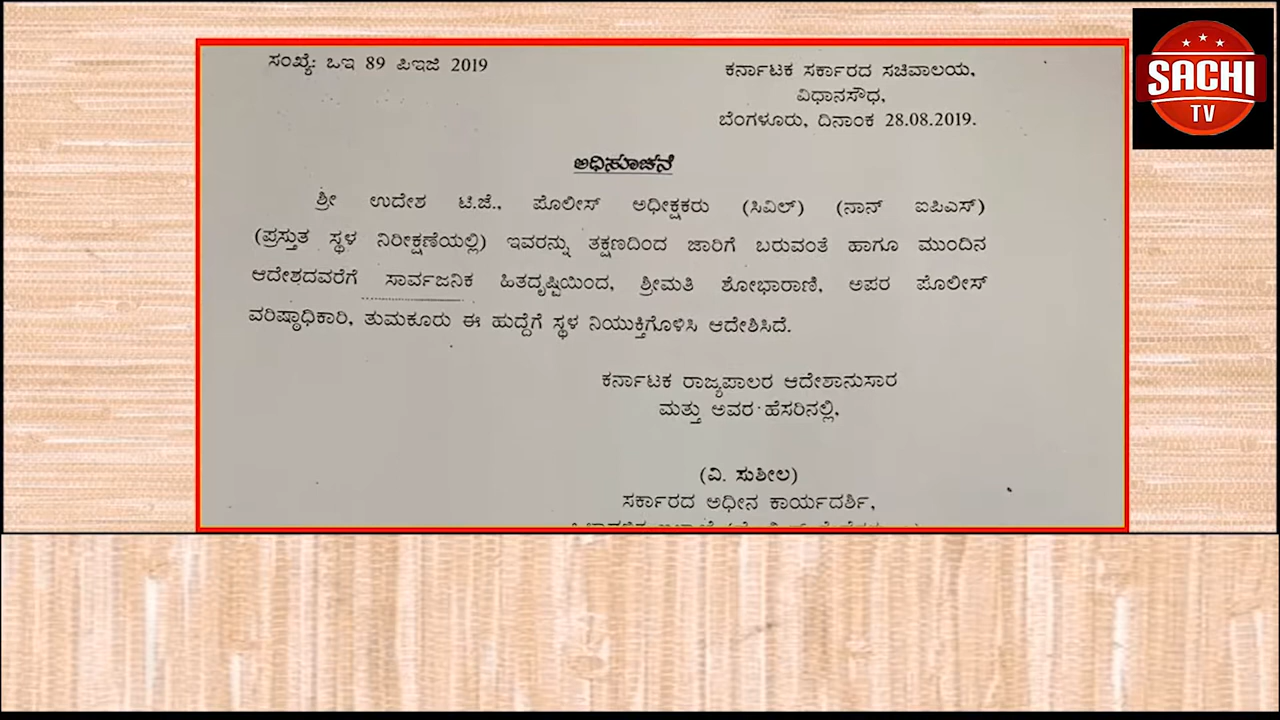 ಸಂಖ್ಯೆ: ಒಇ 89 ಪಿಇಜಿ 2019
ಕರ್ನಾಟಕ ಸರ್ಕಾರದ ಸಚಿವಾಲಯ,
ವಿಧಾನಸೌಧ,
ಬೆಂಗಳೂರು, ದಿನಾಂಕ 28.08.2019.
SACHI
TV
ಅಧಿಸೂಚನೆ
ಶ್ರೀ ಉದೇಶ ಟಿ.ಜೆ., ಪೊಲೀಸ್ ಅಧೀಕ್ಷಕರು (ಸಿವಿಲ್) (ನಾನ್ ಐಪಿಎಸ್)
(ಪ್ರಸ್ತುತ ಸ್ಥಳ ನಿರೀಕ್ಷಣೆಯಲ್ಲಿ) ಇವರನ್ನು ತಕ್ಷಣದಿಂದ ಜಾರಿಗೆ ಬರುವಂತೆ ಹಾಗೂ ಮುಂದಿನ
ಆದೇಶದವರೆಗೆ ಸಾರ್ವಜನಿಕ ಹಿತದೃಷ್ಟಿಯಿಂದ, ಶ್ರೀಮತಿ ಶೋಭಾರಾಣಿ, ಅಪರ ಪೊಲೀಸ್
ವರಿಷ್ಠಾಧಿಕಾರಿ, ತುಮಕೂರು ಈ ಹುದ್ದೆಗೆ ಸ್ಥಳ ನಿಯುಕ್ತಿಗೊಳಿಸಿ ಆದೇಶಿಸಿದೆ.
ಕರ್ನಾಟಕ ರಾಜ್ಯಪಾಲರ ಆದೇಶಾನುಸಾರ
ಮತ್ತು ಅವರ ಹೆಸರಿನಲ್ಲಿ,
(ವಿ. ಸುಶೀಲ)
ಸರ್ಕಾರದ ಅಧೀನ ಕಾರ್ಯದರ್ಶಿ,